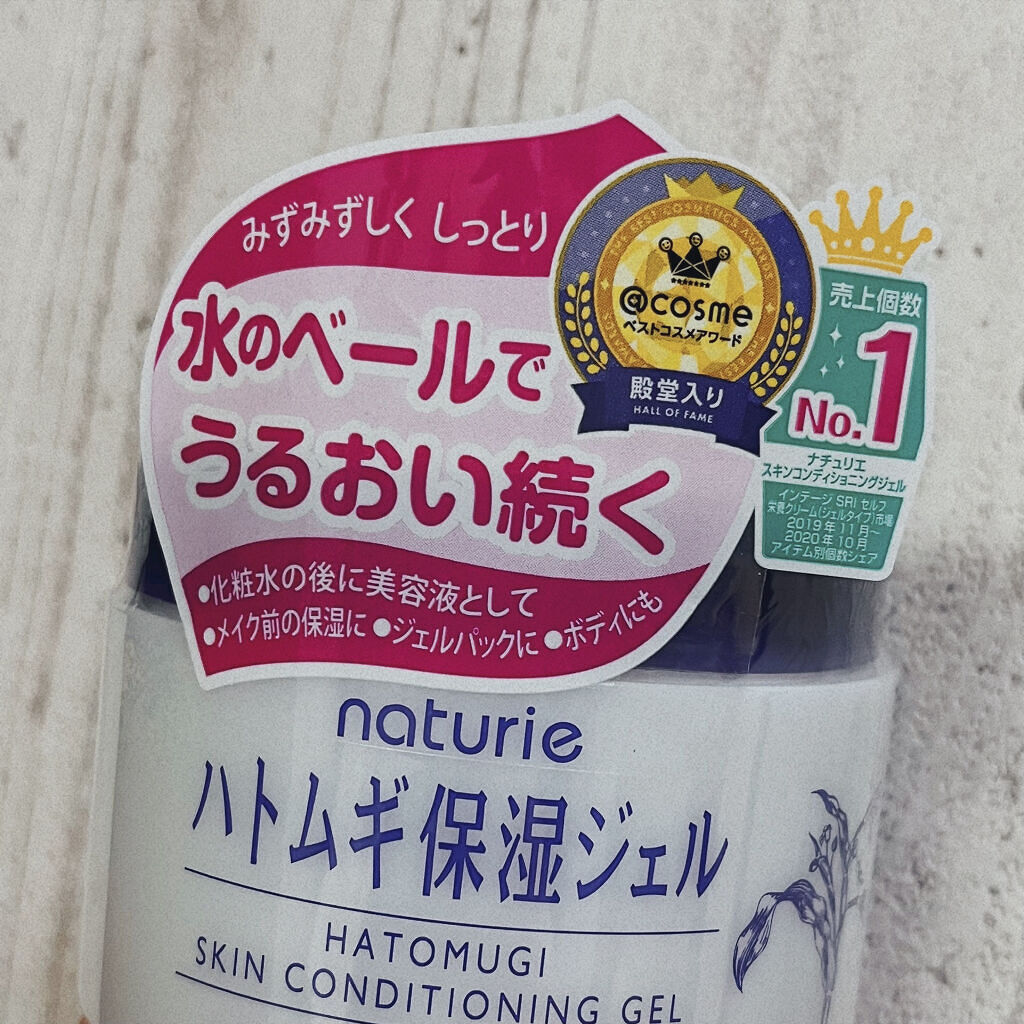 みずみずしく しっとり
水のベールで
うるおい続く
●化粧水の後に美容液として
●メイク前の保湿に ●ジェルパックに ●ボディにも
@cosme
ベストコスメアワード
殿堂入り
HALL OF FAME
売上個数
No.1
ナチュリエ
スキンコンディショニングジェル
インテージ SRI セルフ
栄養クリーム(ジェルタイプ)市場
2019年11月~
2020年10月
アイテム別個数シェア
naturie
ハトムギ保湿ジェル
HATOMUGI
SKIN CONDITIONING GEL